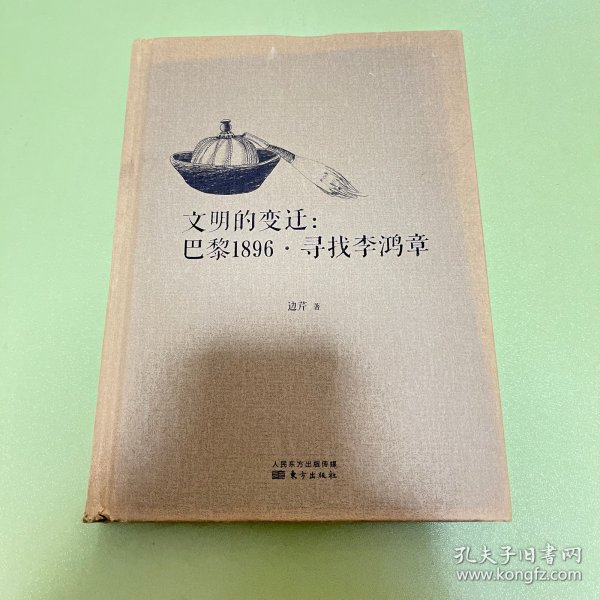 文明的变迁：
巴黎1896·寻找李鸿章
边芹 著
人民东方出版传媒
东方出版社
孔夫子旧书网
www.kongfz.com